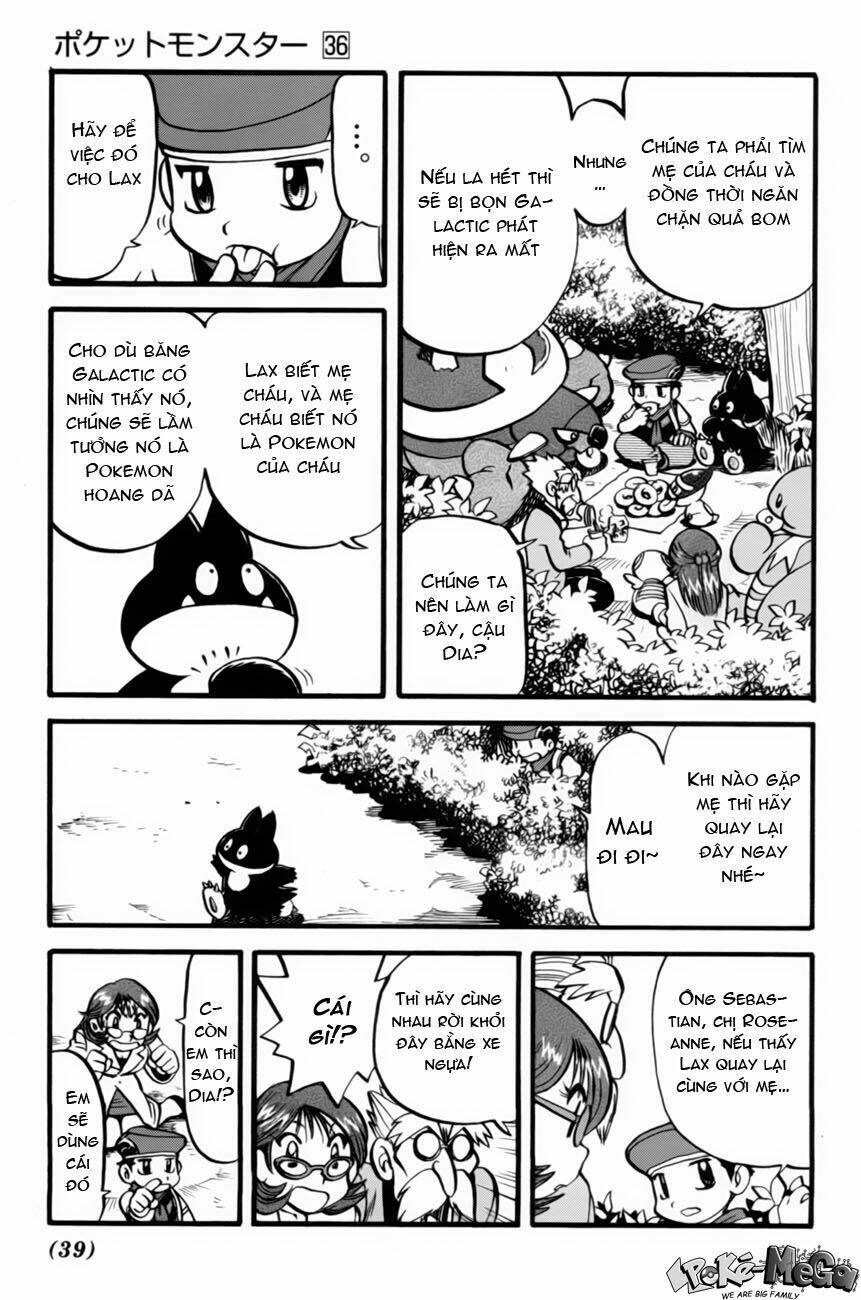 ポケットモンスター 36
Chúng ta phải tìm
mẹ của cháu và
đồng thời ngăn
chặn quả bom
Nhưng
...
Nếu la hét thì
sẽ bị bọn Ga-
lactic phát
hiện ra mất
Chúng ta
nên làm gì
đây, cậu
Dia?
...。
Hãy để
việc đó
cho Lax
Lax biết mẹ
cháu, và mẹ
cháu biết nó
là Pokemon
của cháu
Cho dù băng
Galactic có
nhìn thấy nó,
chúng sẽ lầm
tưởng nó là
Pokemon
hoang dã
Khi nào gặp
mẹ thì hãy
quay lại
đây ngay
nhé~
Mau
đi đi~
Ông Sebas-
tian, chị Rose-
anne, nếu thấy
Lax quay lại
cùng với mẹ...
Thì hãy cùng
nhau rời khỏi
đây bằng xe
ngựa!
Cái
gì!?
C-
còn
em thì
sao,
Dia!?
Em
sẽ
dùng
cái
đó
(39)
Poké-Mega
WE ARE BIG FAMILY